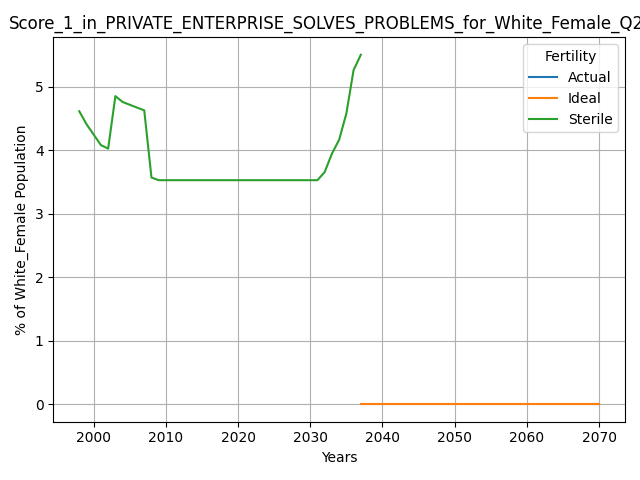 Score_1_in_PRIVATE_ENTERPRISE_SOLVES_PROBLEMS_for_White_Female_Q2
Fertility
Actual
Ideal
Sterile
% of White_Female Population
5
4
3
2
1
0
2000 2010 2020 2030 2040 2050 2060 2070
Years